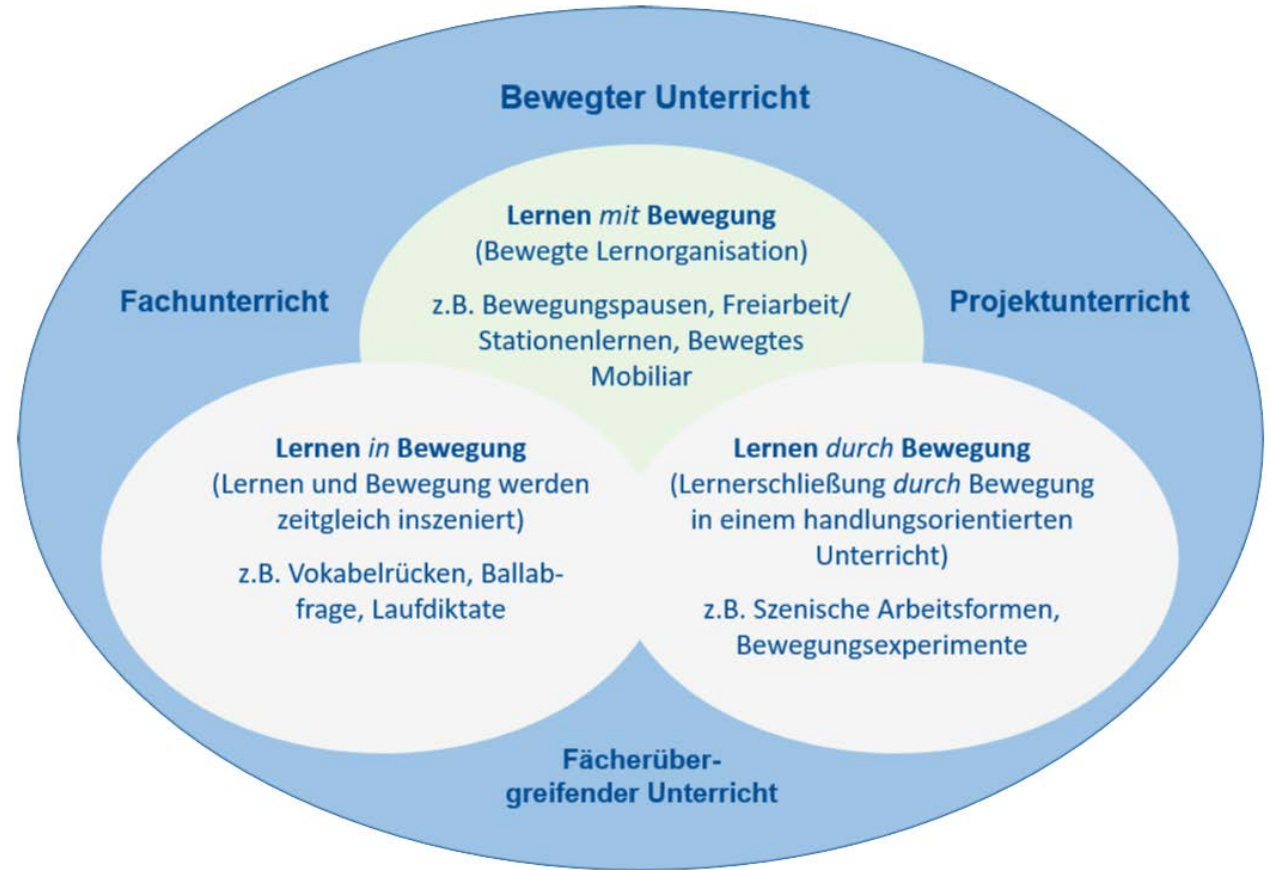 Bewegter Unterricht
Lernen mit Bewegung
(Bewegte Lernorganisation)
z.B. Bewegungspausen, Freiarbeit/
Stationenlernen, Bewegtes
Mobiliar
Fachunterricht
Projektunterricht
Lernen in Bewegung
(Lernen und Bewegung werden
zeitgleich inszeniert)
z.B. Vokabelrücken, Ballab-
frage, Laufdiktate
Lernen durch Bewegung
(Lernerschließung durch Bewegung
in einem handlungsorientierten
Unterricht)
z.B. Szenische Arbeitsformen,
Bewegungsexperimente
Fächerüber-
greifender Unterricht